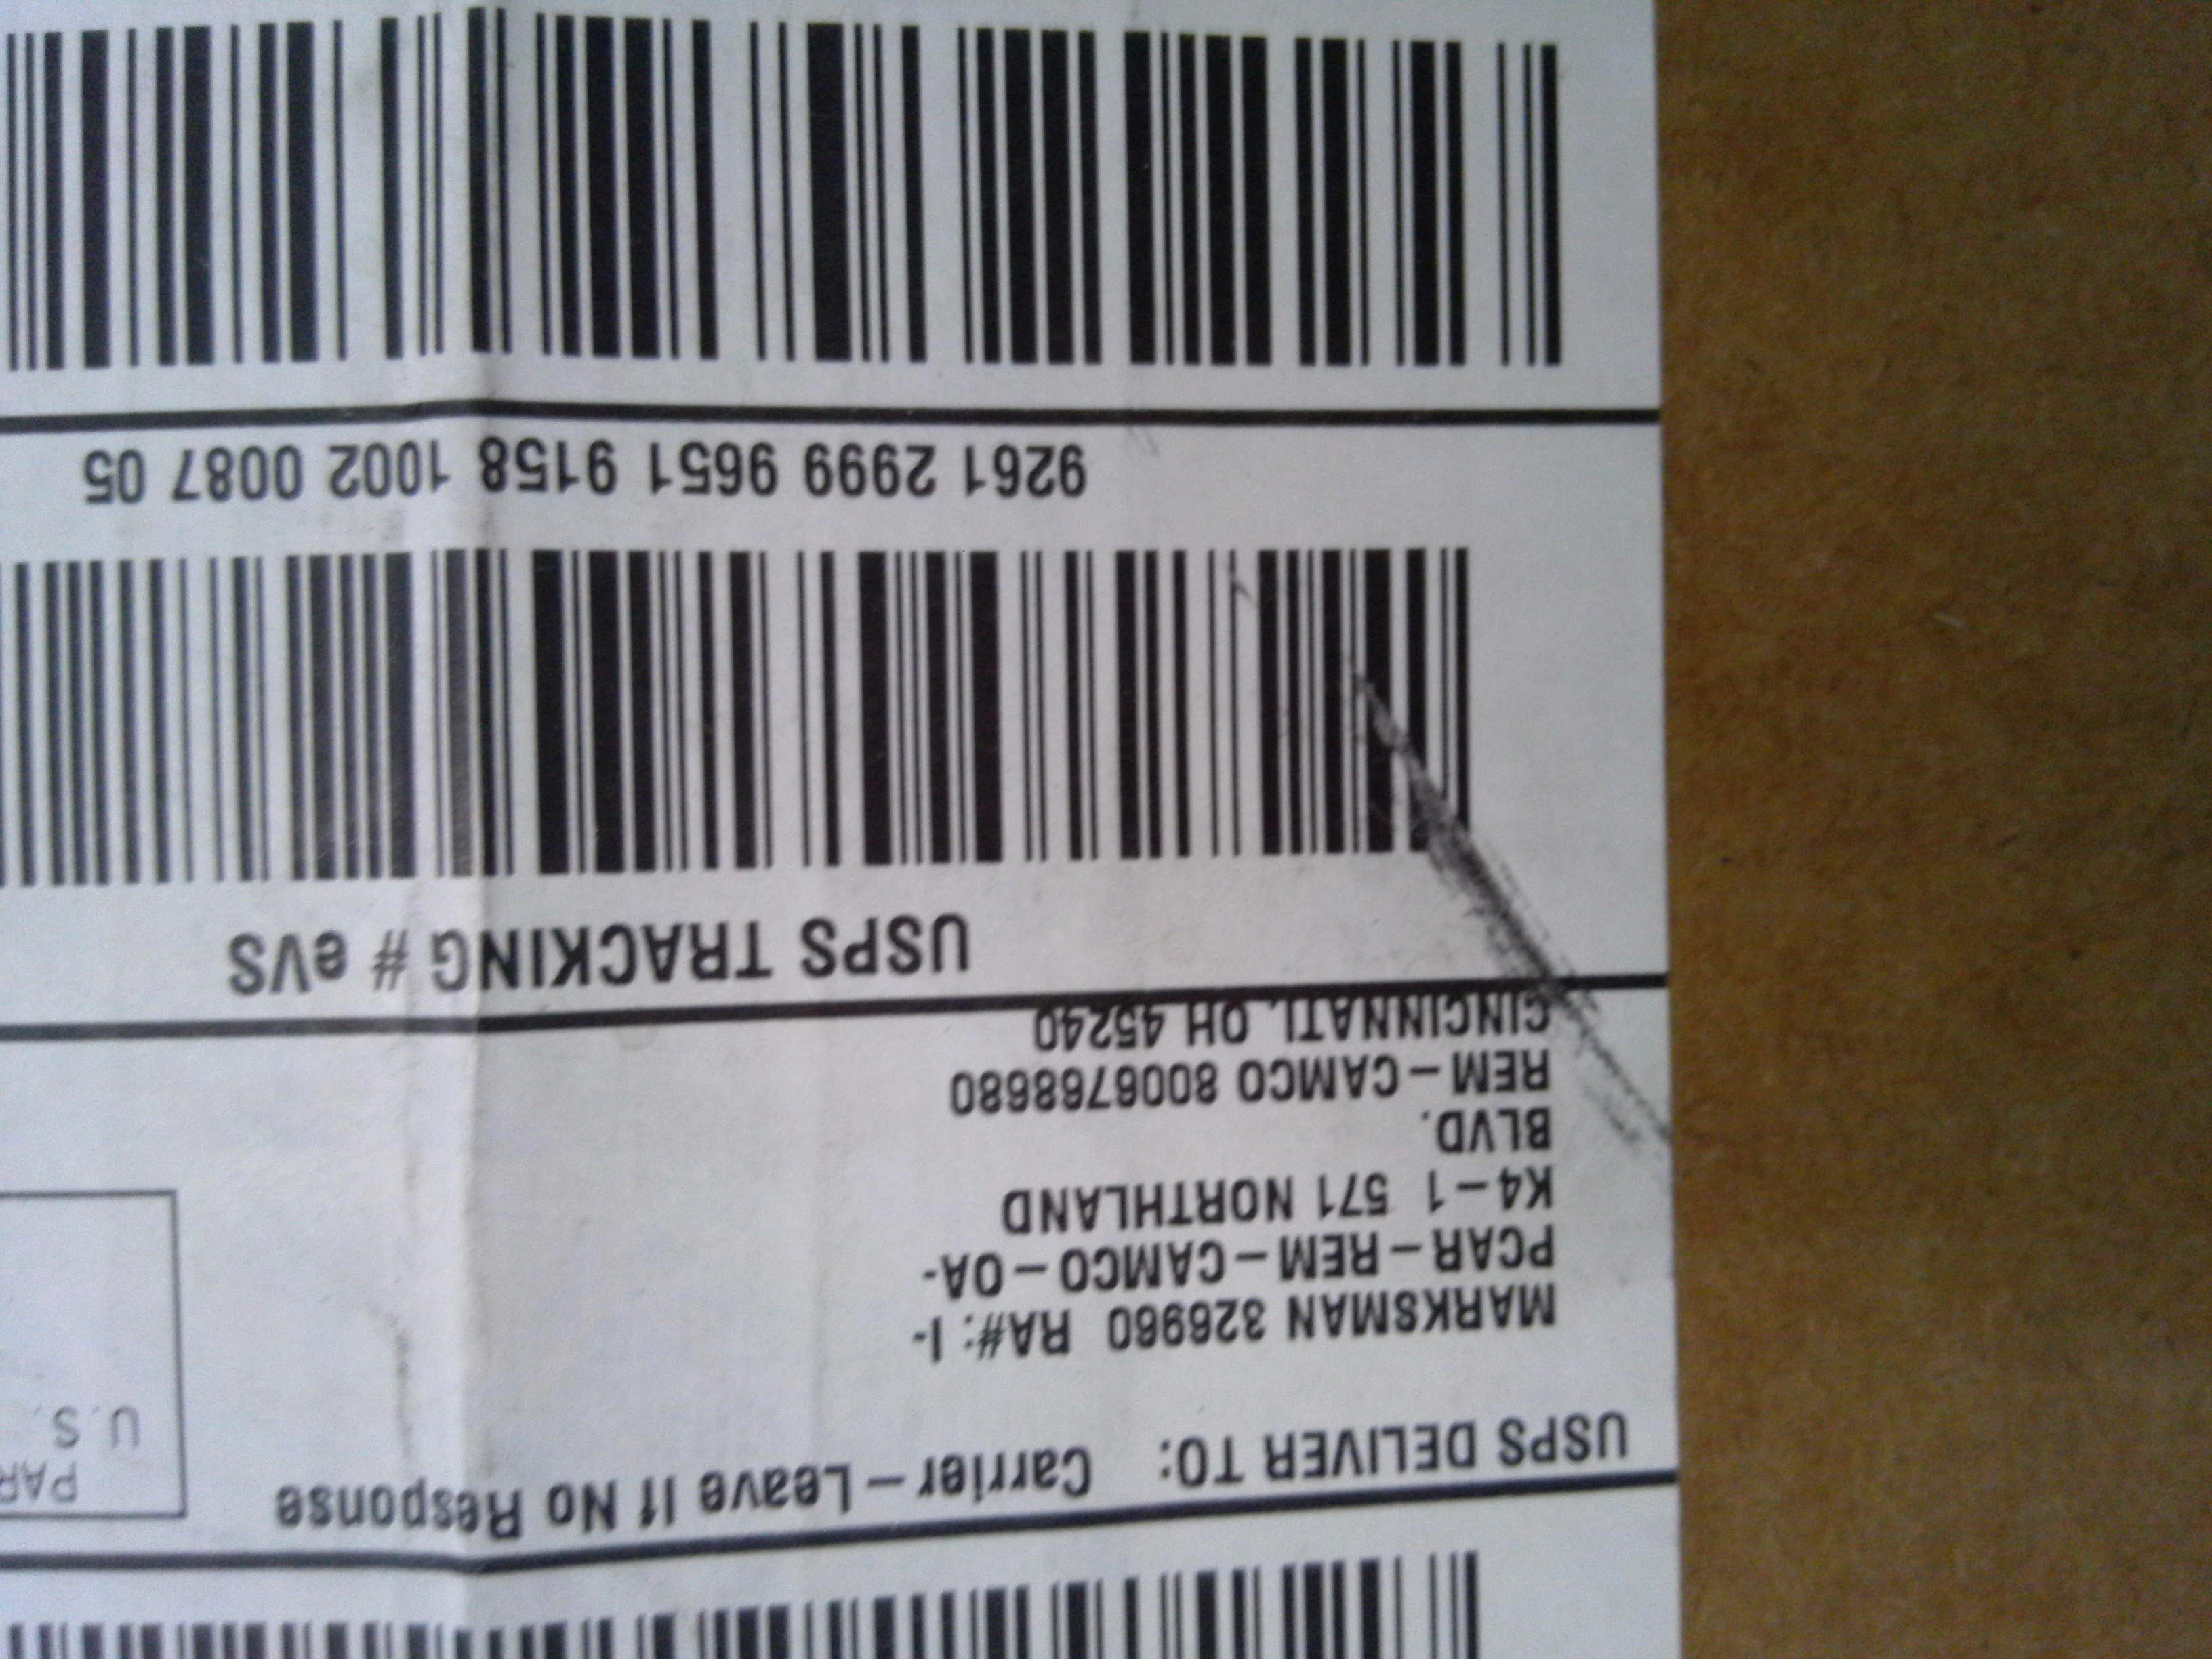 USPS DELIVER TO: Carrier – Leave If No Response
MARKSMAN 326960 RA#: I-
PCAR – REM – CAMCO – OA-
K4 – 1 571 NORTHLAND
BLVD.
REM – CAMCO 8006768680
CINCINNATI, OH 45240
PAR
U.S.
USPS TRACKING # eVS
9261 2999 9651 9158 1002 0087 05